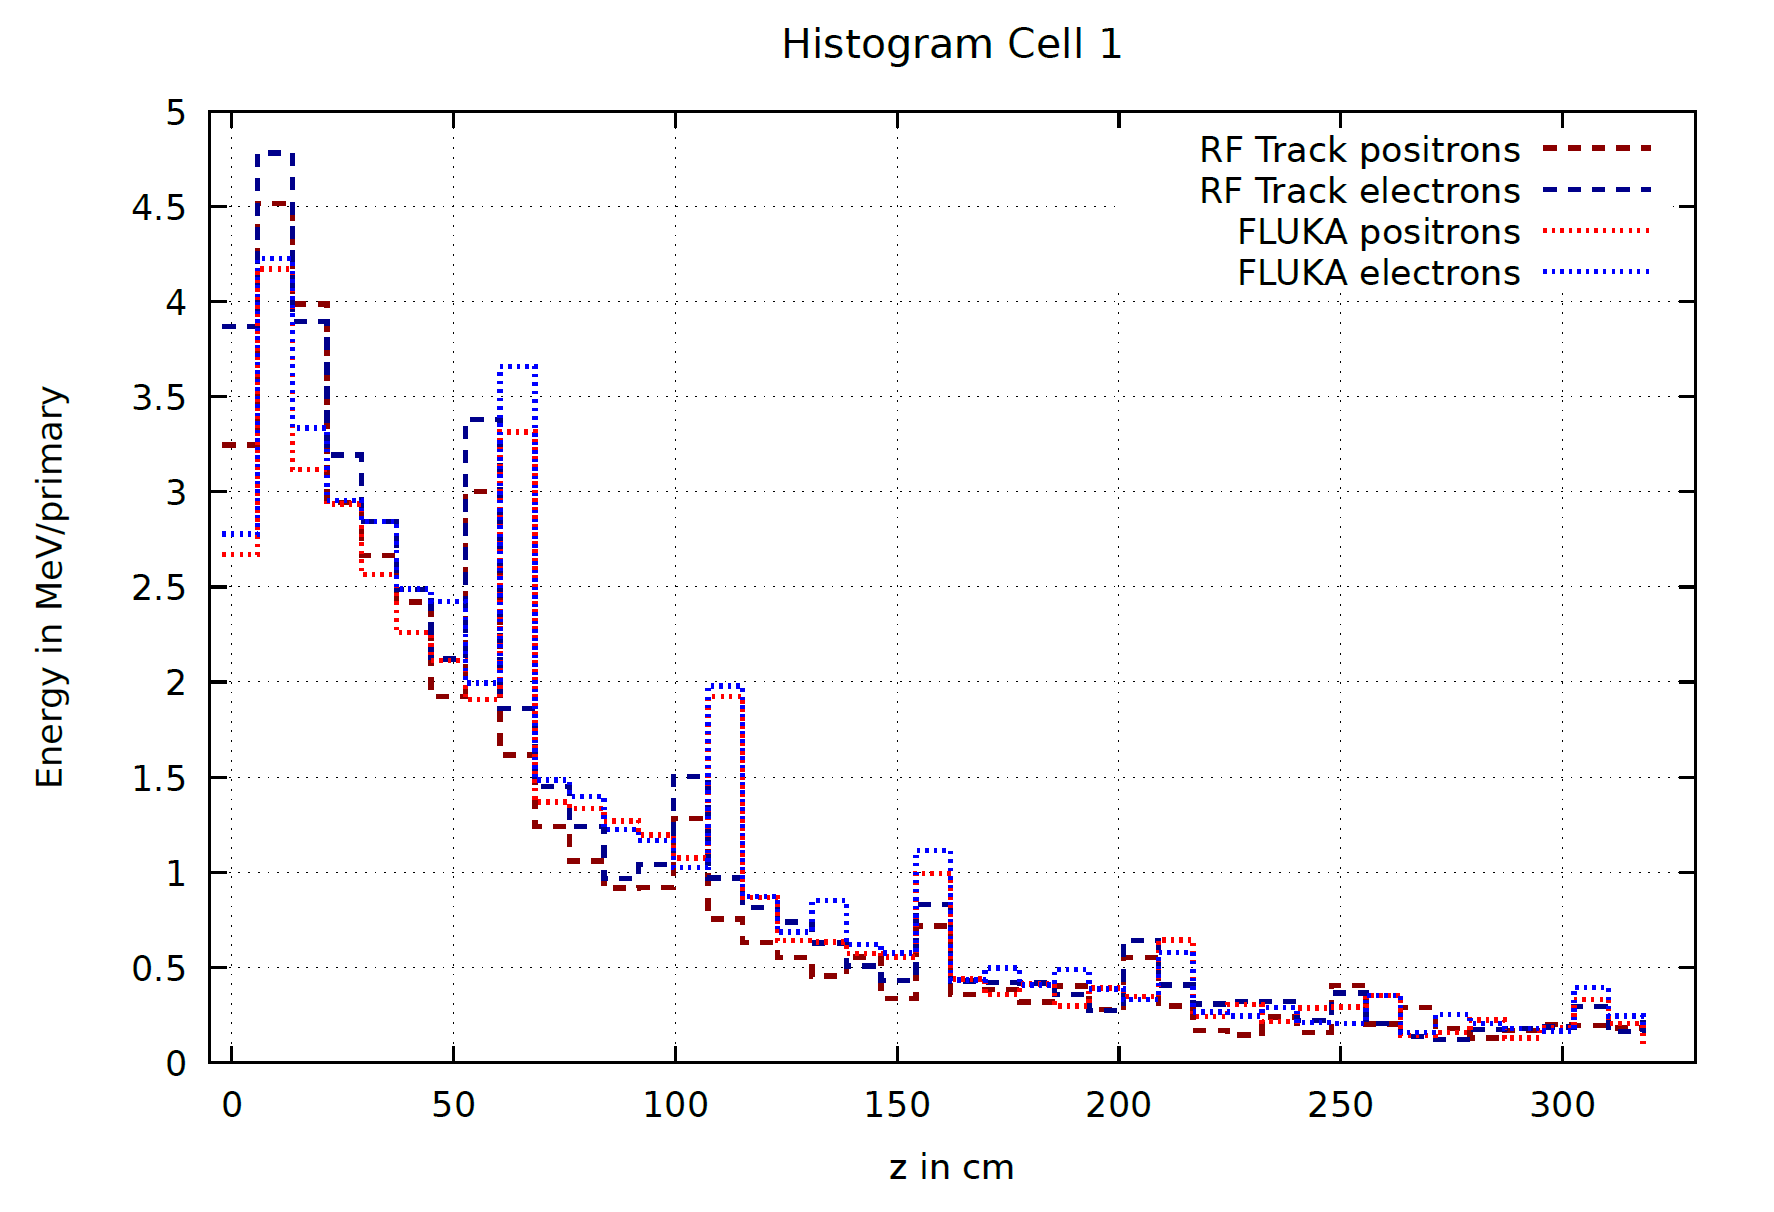 Histogram Cell 1
RF Track positrons
RF Track electrons
FLUKA positrons
FLUKA electrons
Energy in MeV/primary
5
4.5
4
3.5
3
2.5
2
1.5
1
0.5
0
0 50 100 150 200 250 300
z in cm